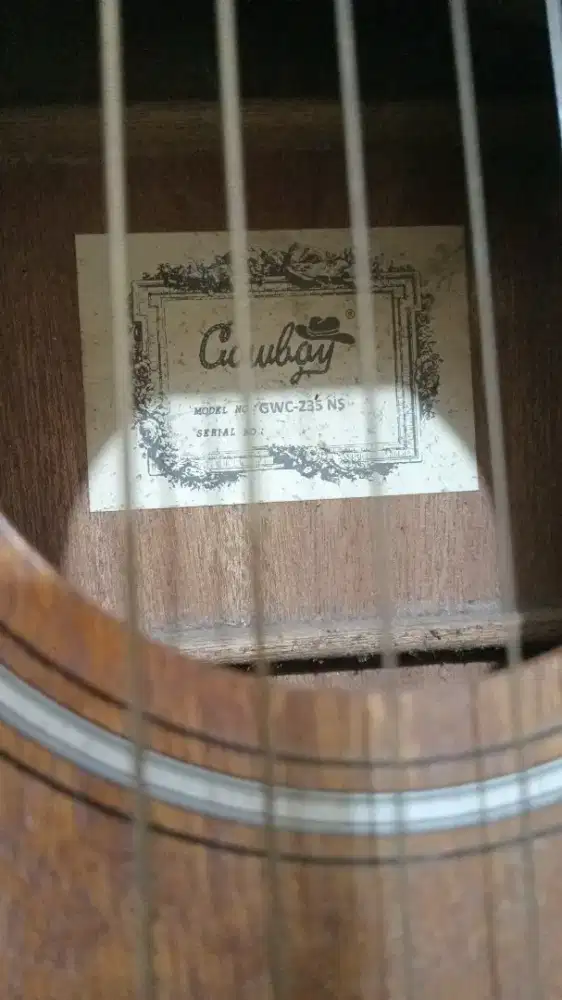 Cowboy ®
MODEL NO: GWC-235 NS
SERIAL NO: